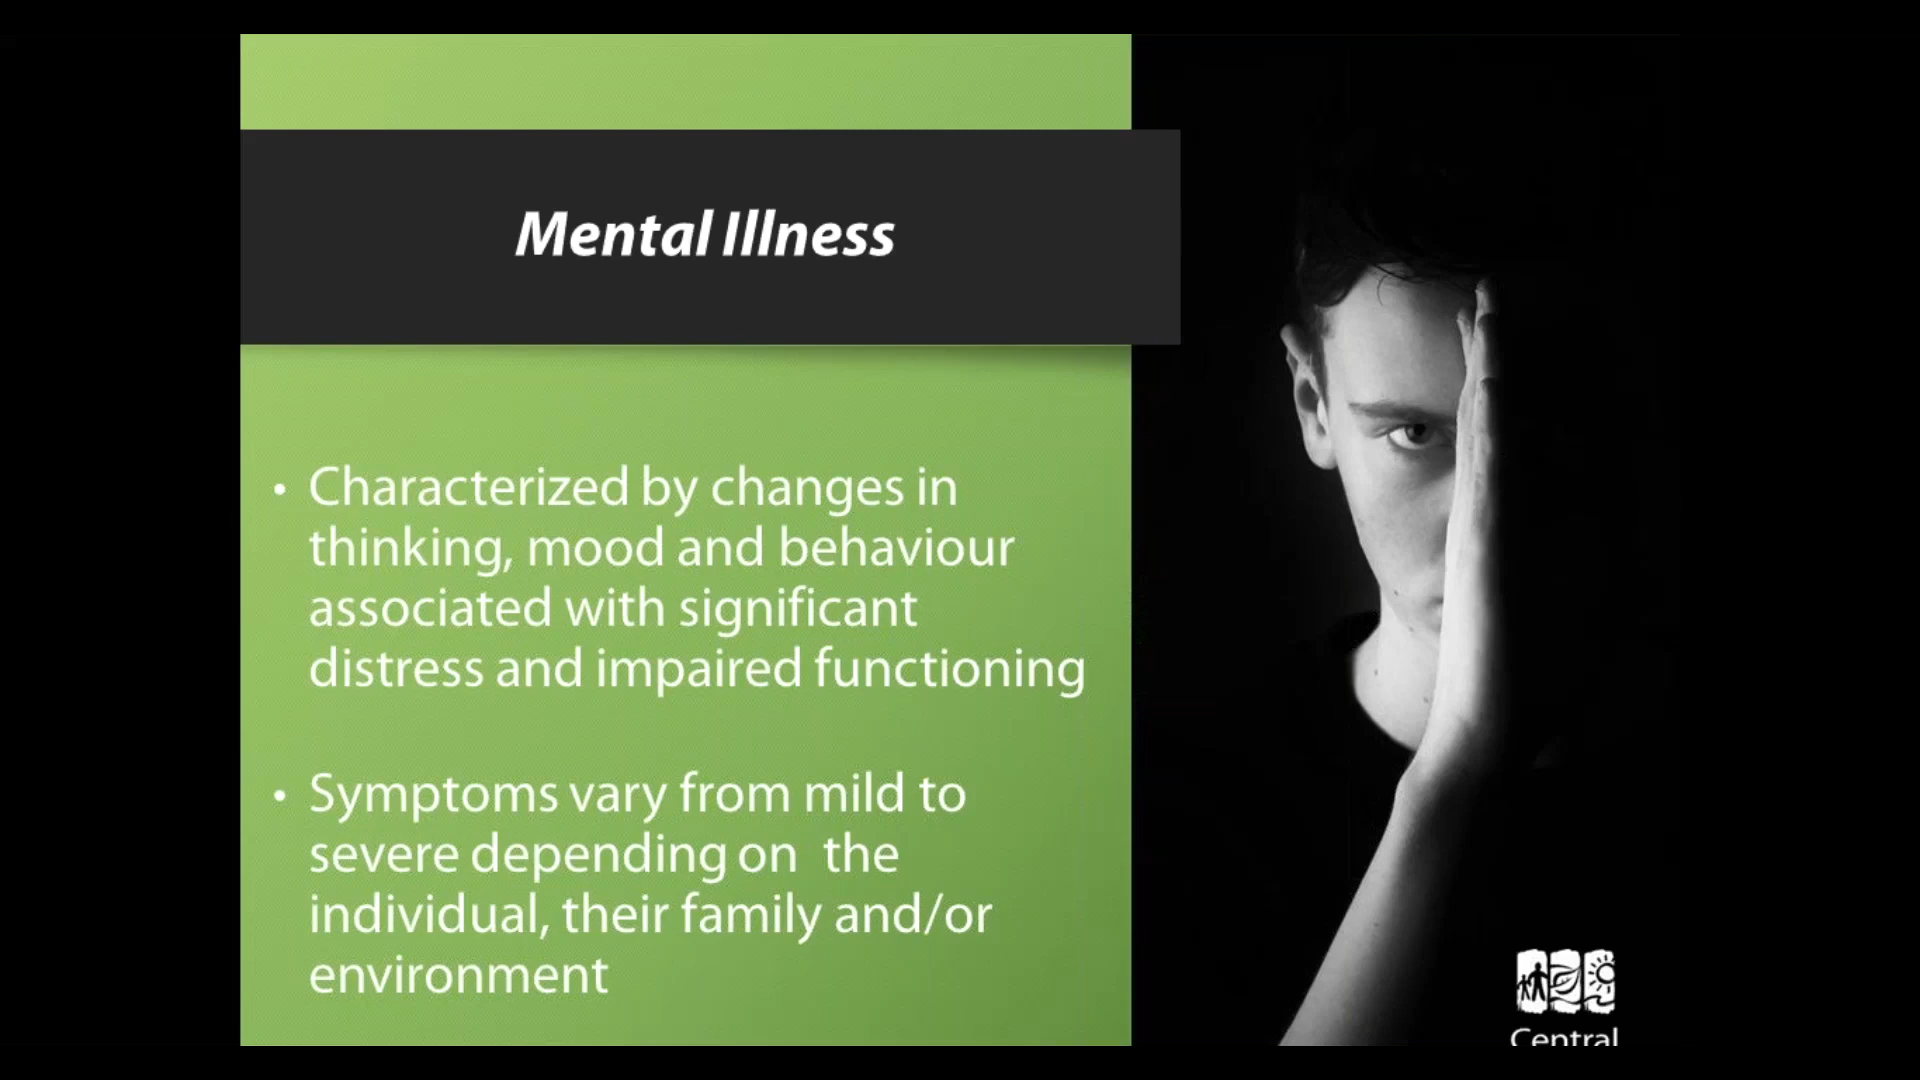 Mental Illness
• Characterized by changes in
thinking, mood and behaviour
associated with significant
distress and impaired functioning
• Symptoms vary from mild to
severe depending on  the
individual, their family and/or
environment
Central